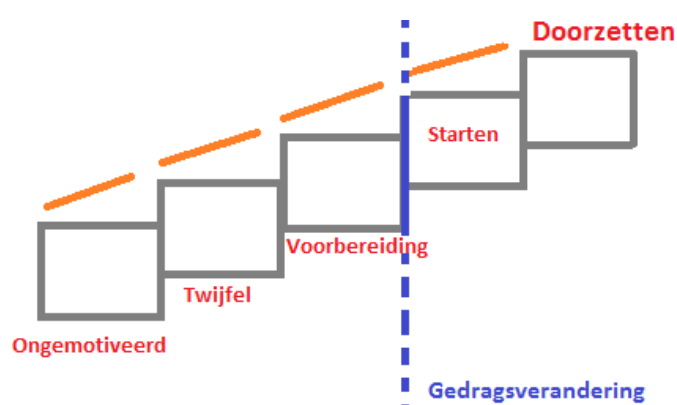 Doorzetten
Starten
Voorbereiding
Twijfel
Ongemotiveerd
Gedragsverandering